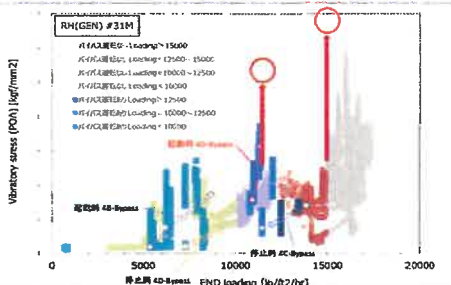 RH(GEN) #31M
バイパス運転なし Loading > 15000
バイパス運転なし Loading = 12500~15000
バイパス運転なし Loading = 10000~12500
バイパス運転なし Loading < 10000
バイパス運転あり Loading > 12500
バイパス運転あり Loading = 10000~12500
バイパス運転あり Loading < 10000
Vibratory stress (POA) [kgf/mm2]
起動時 4D-Bypass
起動時 4B-Bypass
停止時 4C-Bypass
0
5000
10000
15000
20000
停止時 4D-Bypass
END loading [lb/ft2/hr]